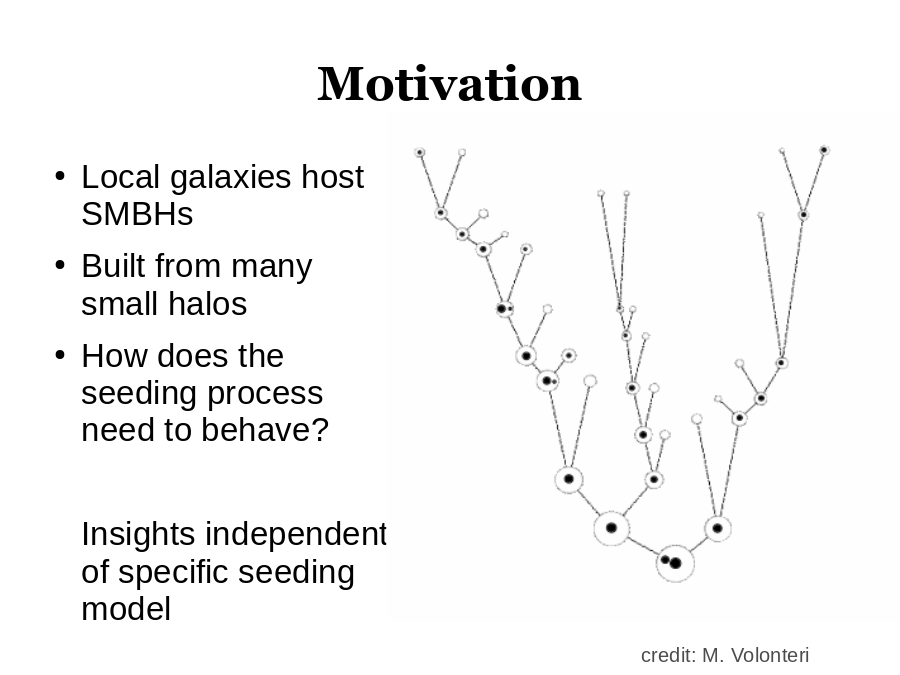 Motivation
• Local galaxies host
SMBHs
• Built from many
small halos
• How does the
seeding process
need to behave?
Insights independent
of specific seeding
model
credit: M. Volonteri